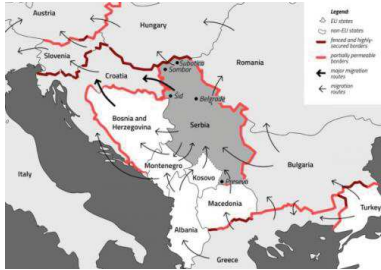 Austria
Hungary
Slovenia
Croatia
Romania
Subotica
Sombor
Šid
Belgrade
Bosnia and
Herzegovina
Serbia
Italy
Montenegro
Kosovo
Preševo
Bulgaria
Macedonia
Albania
Turkey
Greece
Legend
EU states
non-EU states
fenced and highly-
secured borders
partially permeable
borders
major migration
routes
migration
routes